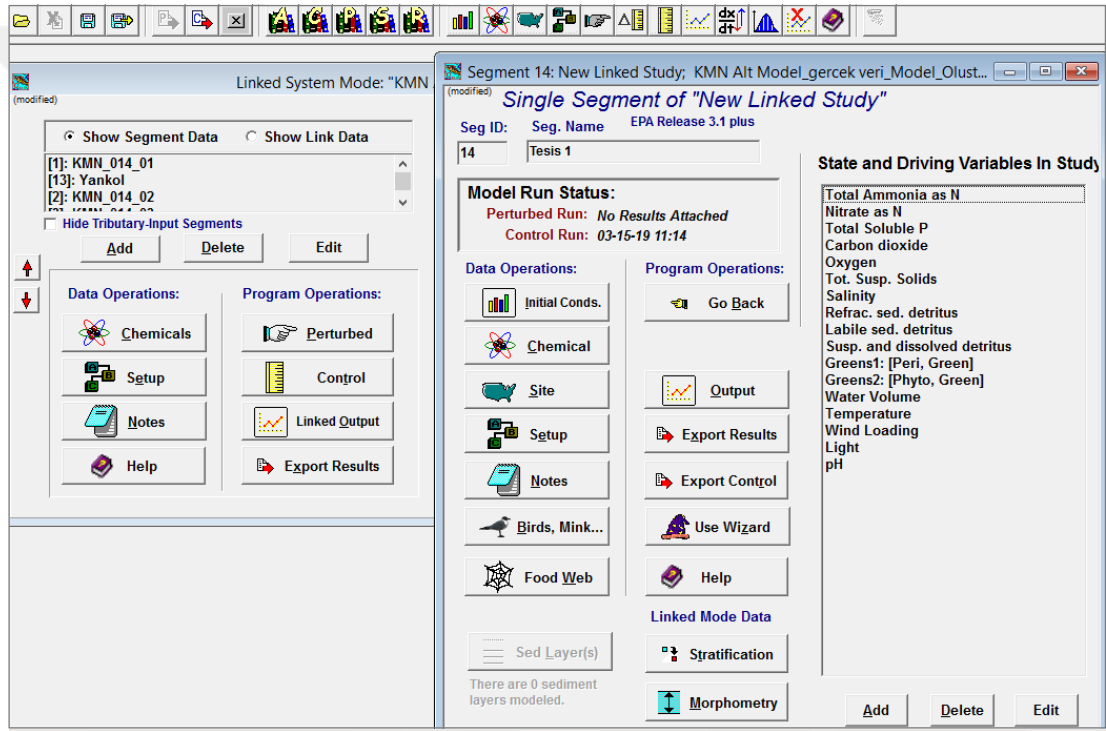 Linked System Mode: "KMN
(modified)
Show Segment Data
Show Link Data
[1]: KMN_014_01
[13]: Yankol
[2]: KMN_014_02
Hide Tributary-Input Segments
Add
Delete
Edit
Data Operations:
Program Operations:
Chemicals
Perturbed
Setup
Control
Notes
Linked Output
Help
Export Results
Segment 14: New Linked Study; KMN Alt Model_gercek veri_Model_Olust...
(modified)
Single Segment of "New Linked Study"
Seg ID:
Seg. Name
EPA Release 3.1 plus
14
Tesis 1
Model Run Status:
Perturbed Run: No Results Attached
Control Run: 03-15-19 11:14
Data Operations:
Program Operations:
Initial Conds.
Go Back
Chemical
Site
Output
Setup
Export Results
Notes
Export Control
Birds, Mink...
Use Wizard
Food Web
Help
Linked Mode Data
Sed Layer(s)
Stratification
There are 0 sediment
layers modeled.
Morphometry
State and Driving Variables In Study
Total Ammonia as N
Nitrate as N
Total Soluble P
Carbon dioxide
Oxygen
Tot. Susp. Solids
Salinity
Refrac. sed. detritus
Labile sed. detritus
Susp. and dissolved detritus
Greens1: [Peri, Green]
Greens2: [Phyto, Green]
Water Volume
Temperature
Wind Loading
Light
pH
Add
Delete
Edit